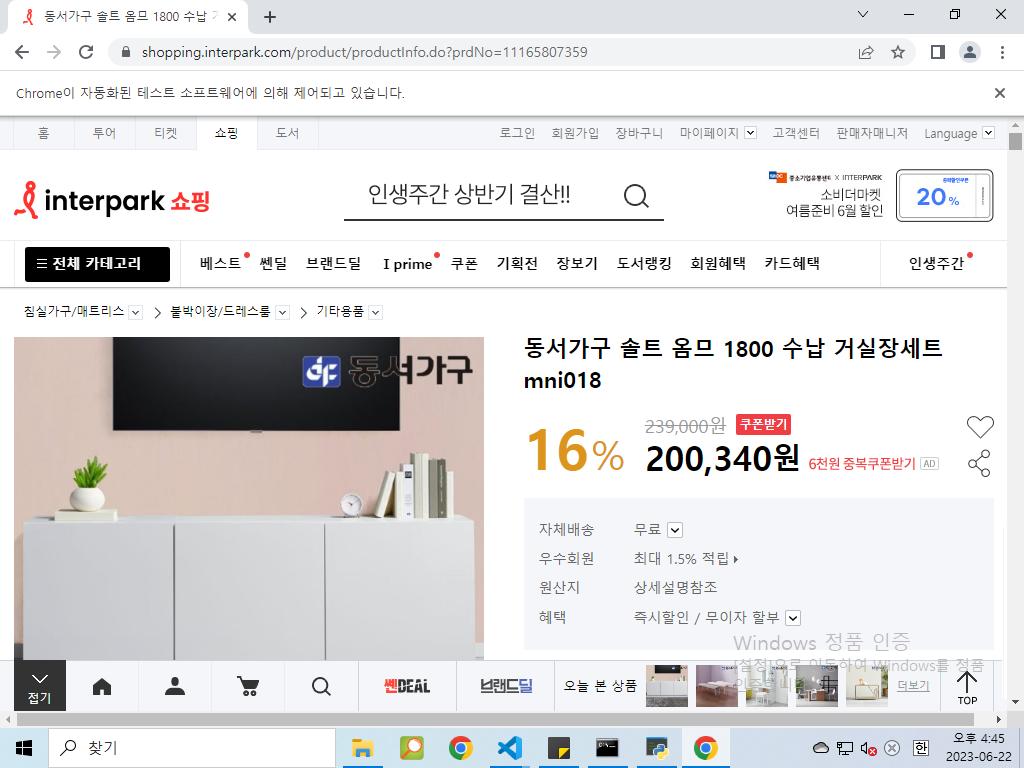 동서가구 솔트 옴므 1800 수납 거
shopping.interpark.com/product/productInfo.do?prdNo=11165807359
Chrome이 자동화된 테스트 소프트웨어에 의해 제어되고 있습니다.
홈 투어 티켓 쇼핑 도서 로그인 회원가입 장바구니 마이페이지 고객센터 판매자매니저 Language
interpark 쇼핑
인생주간 상반기 결산!!
중소기업유통센터 X INTERPARK
소비더마켓
여름준비 6월 할인
20%
전체 카테고리 베스트 쎈딜 브랜드딜 I prime 쿠폰 기획전 장보기 도서랭킹 회원혜택 카드혜택 인생주간
침실가구/매트리스 붙박이장/드레스룸 기타용품
동서가구
동서가구 솔트 옴므 1800 수납 거실장세트
mni018
16% 239,000원 쿠폰받기
200,340원 6천원 중복쿠폰받기 AD
자체배송 무료
우수회원 최대 1.5% 적립
원산지 상세설명참조
혜택 즉시할인 / 무이자 할부
Windows 정품 인증
[설정]으로 이동하여 Windows를 정품
접기 쎈DEAL 브랜드딜 오늘 본 상품 더보기 TOP
찾기
한
오후 4:45
2023-06-22